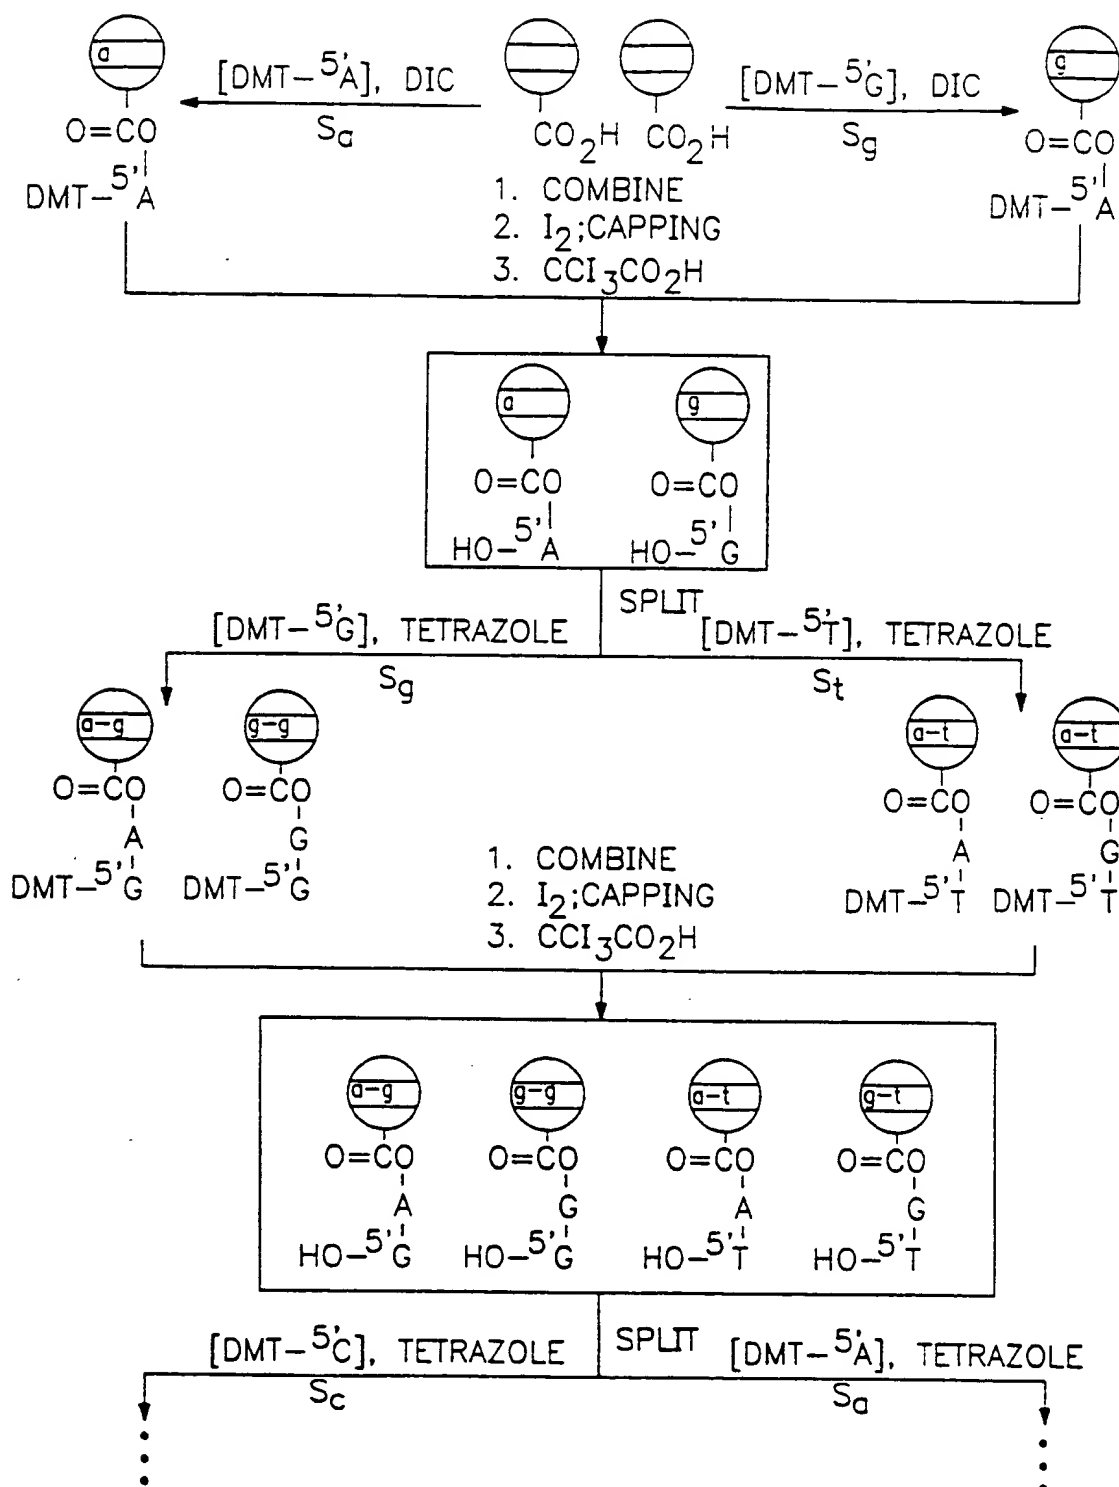 a
g
[DMT-5'A], DIC
[DMT-5'G], DIC
Sa
Sg
CO2H CO2H
O=CO
O=CO
DMT-5'A
DMT-5'A
1. COMBINE
2. I2;CAPPING
3. CCl3CO2H
a
g
O=CO
O=CO
HO-5'A
HO-5'G
SPLIT
[DMT-5'G], TETRAZOLE
[DMT-5'T], TETRAZOLE
Sg
St
a-g
g-g
a-t
a-t
O=CO
O=CO
O=CO
O=CO
A
G
A
G
DMT-5'G
DMT-5'G
DMT-5'T
DMT-5'T
1. COMBINE
2. I2;CAPPING
3. CCl3CO2H
a-g
g-g
a-t
g-t
O=CO
O=CO
O=CO
O=CO
A
G
A
G
HO-5'G
HO-5'G
HO-5'T
HO-5'T
SPLIT
[DMT-5'C], TETRAZOLE
[DMT-5'A], TETRAZOLE
Sc
Sa